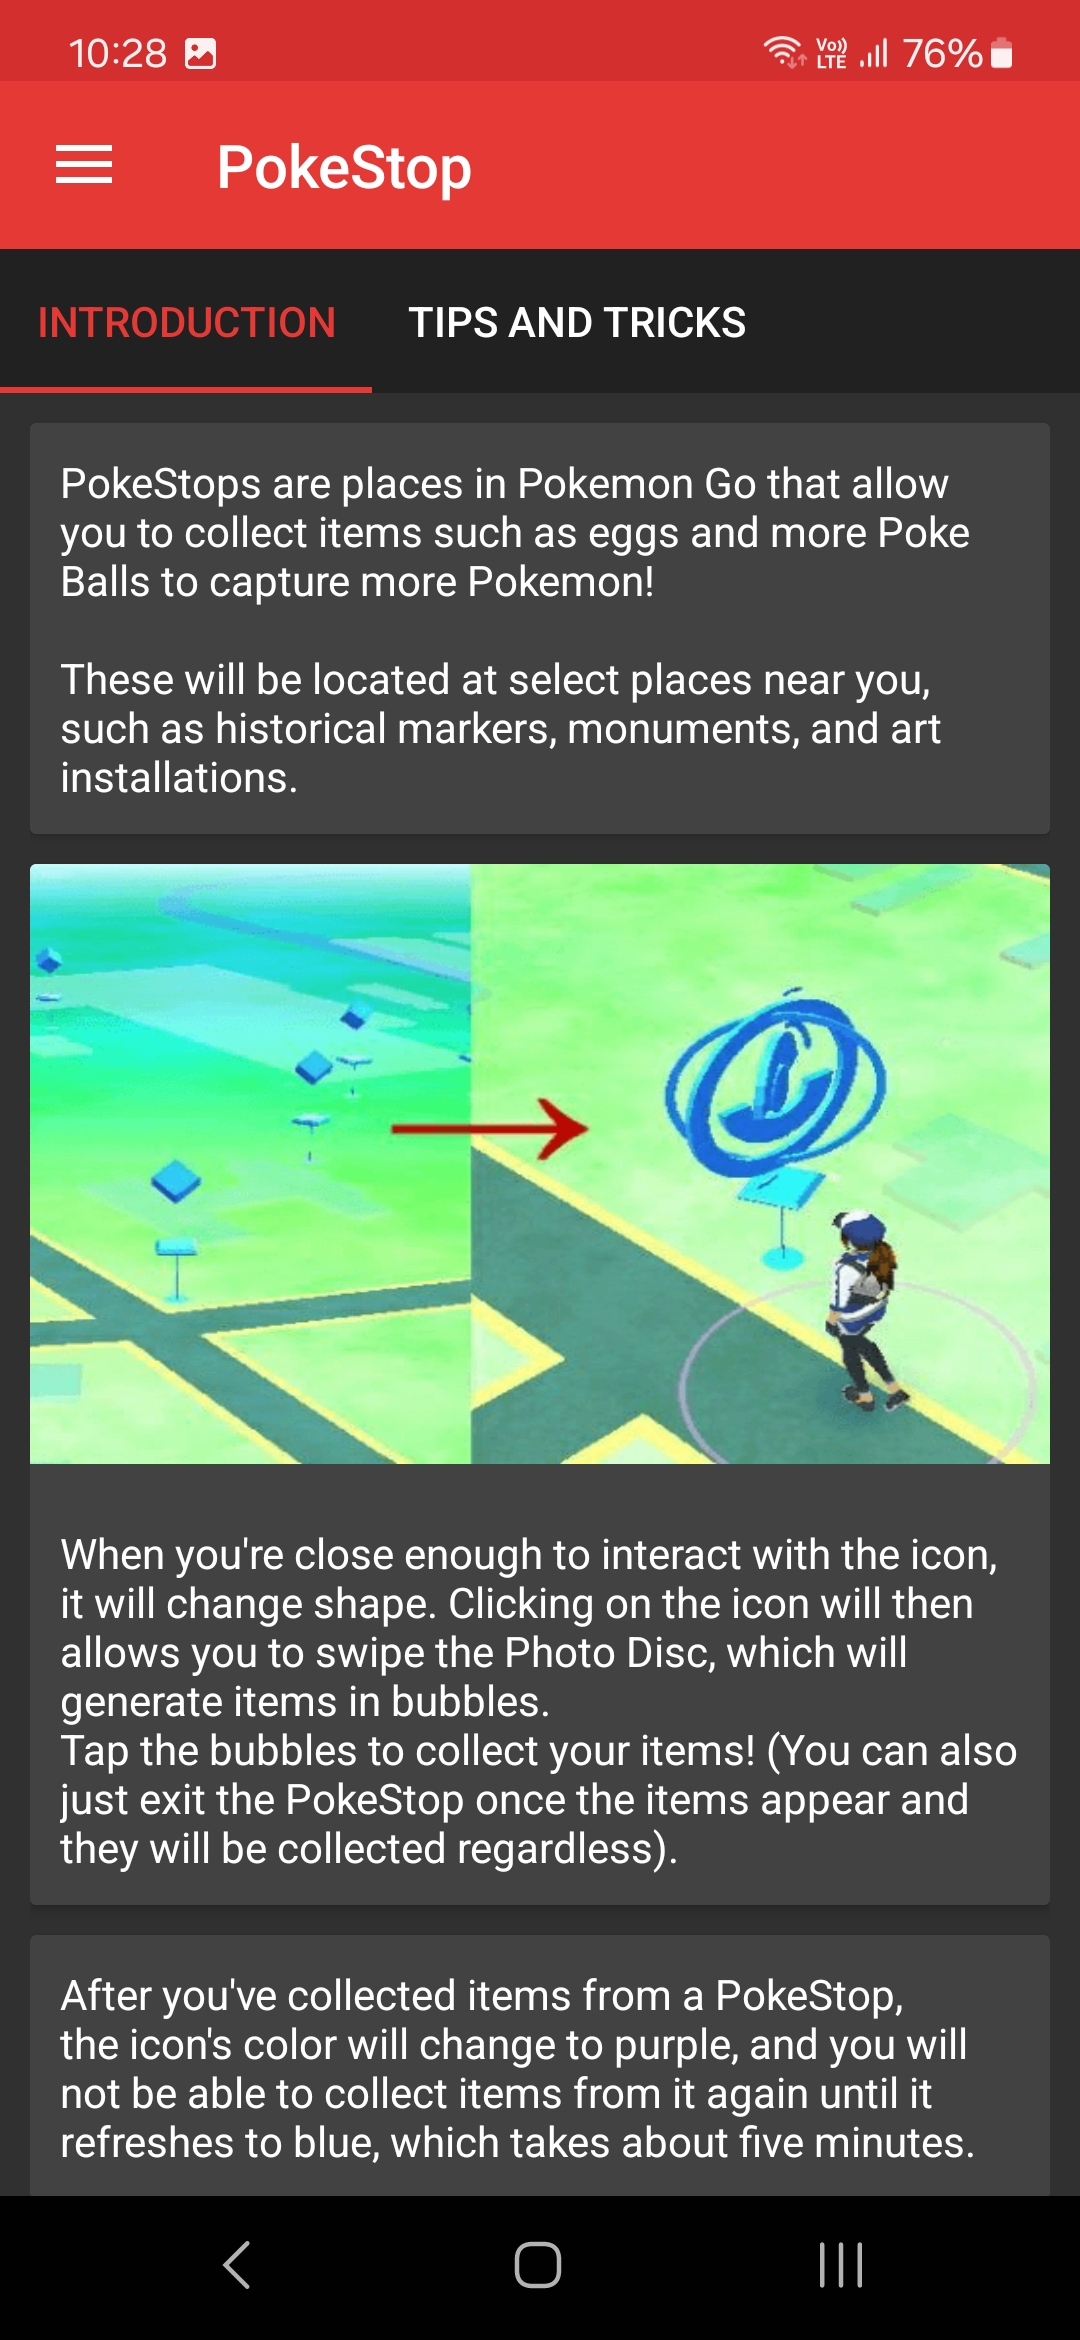 10:28 Vo)) LTE 76%
PokeStop
INTRODUCTION TIPS AND TRICKS
PokeStops are places in Pokemon Go that allow
you to collect items such as eggs and more Poke
Balls to capture more Pokemon!
These will be located at select places near you,
such as historical markers, monuments, and art
installations.
When you're close enough to interact with the icon,
it will change shape. Clicking on the icon will then
allows you to swipe the Photo Disc, which will
generate items in bubbles.
Tap the bubbles to collect your items! (You can also
just exit the PokeStop once the items appear and
they will be collected regardless).
After you've collected items from a PokeStop,
the icon's color will change to purple, and you will
not be able to collect items from it again until it
refreshes to blue, which takes about five minutes.